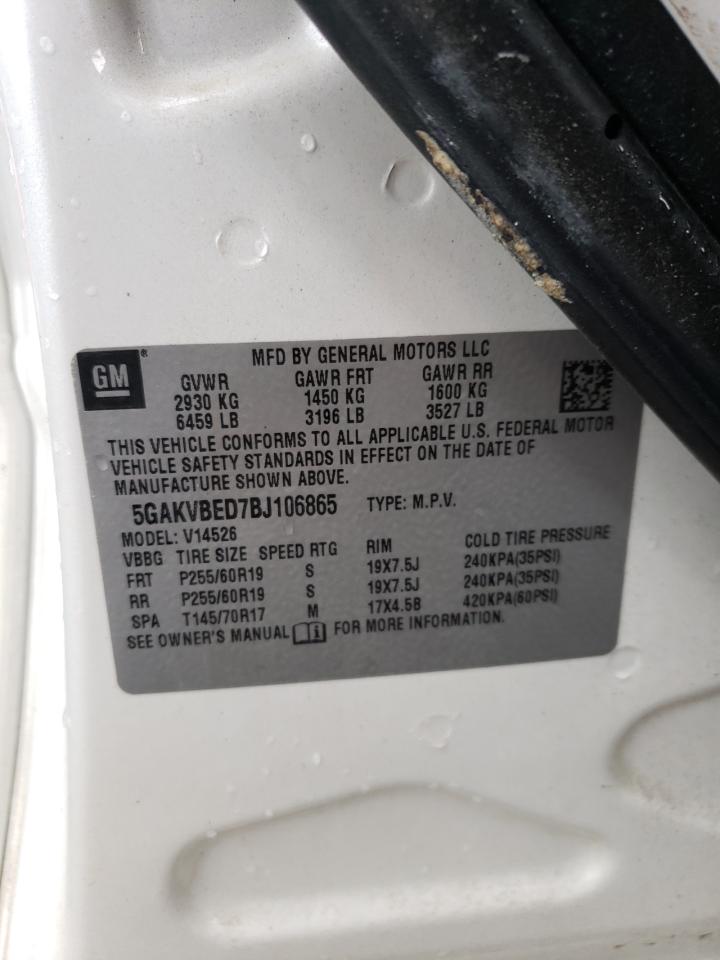 GM
MFD BY GENERAL MOTORS LLC
GVWR GAWR FRT GAWR RR
2930 KG 1450 KG 1600 KG
6459 LB 3196 LB 3527 LB
THIS VEHICLE CONFORMS TO ALL APPLICABLE U.S. FEDERAL MOTOR
VEHICLE SAFETY STANDARDS IN EFFECT ON THE DATE OF
MANUFACTURE SHOWN ABOVE.
5GAKVBED7BJ106865 TYPE: M.P.V.
MODEL: V14526
VBBG TIRE SIZE SPEED RTG RIM COLD TIRE PRESSURE
FRT P255/60R19 S 19X7.5J 240KPA(35PSI)
RR P255/60R19 S 19X7.5J 240KPA(35PSI)
SPA T145/70R17 M 17X4.5B 420KPA(60PSI)
SEE OWNER'S MANUAL FOR MORE INFORMATION.